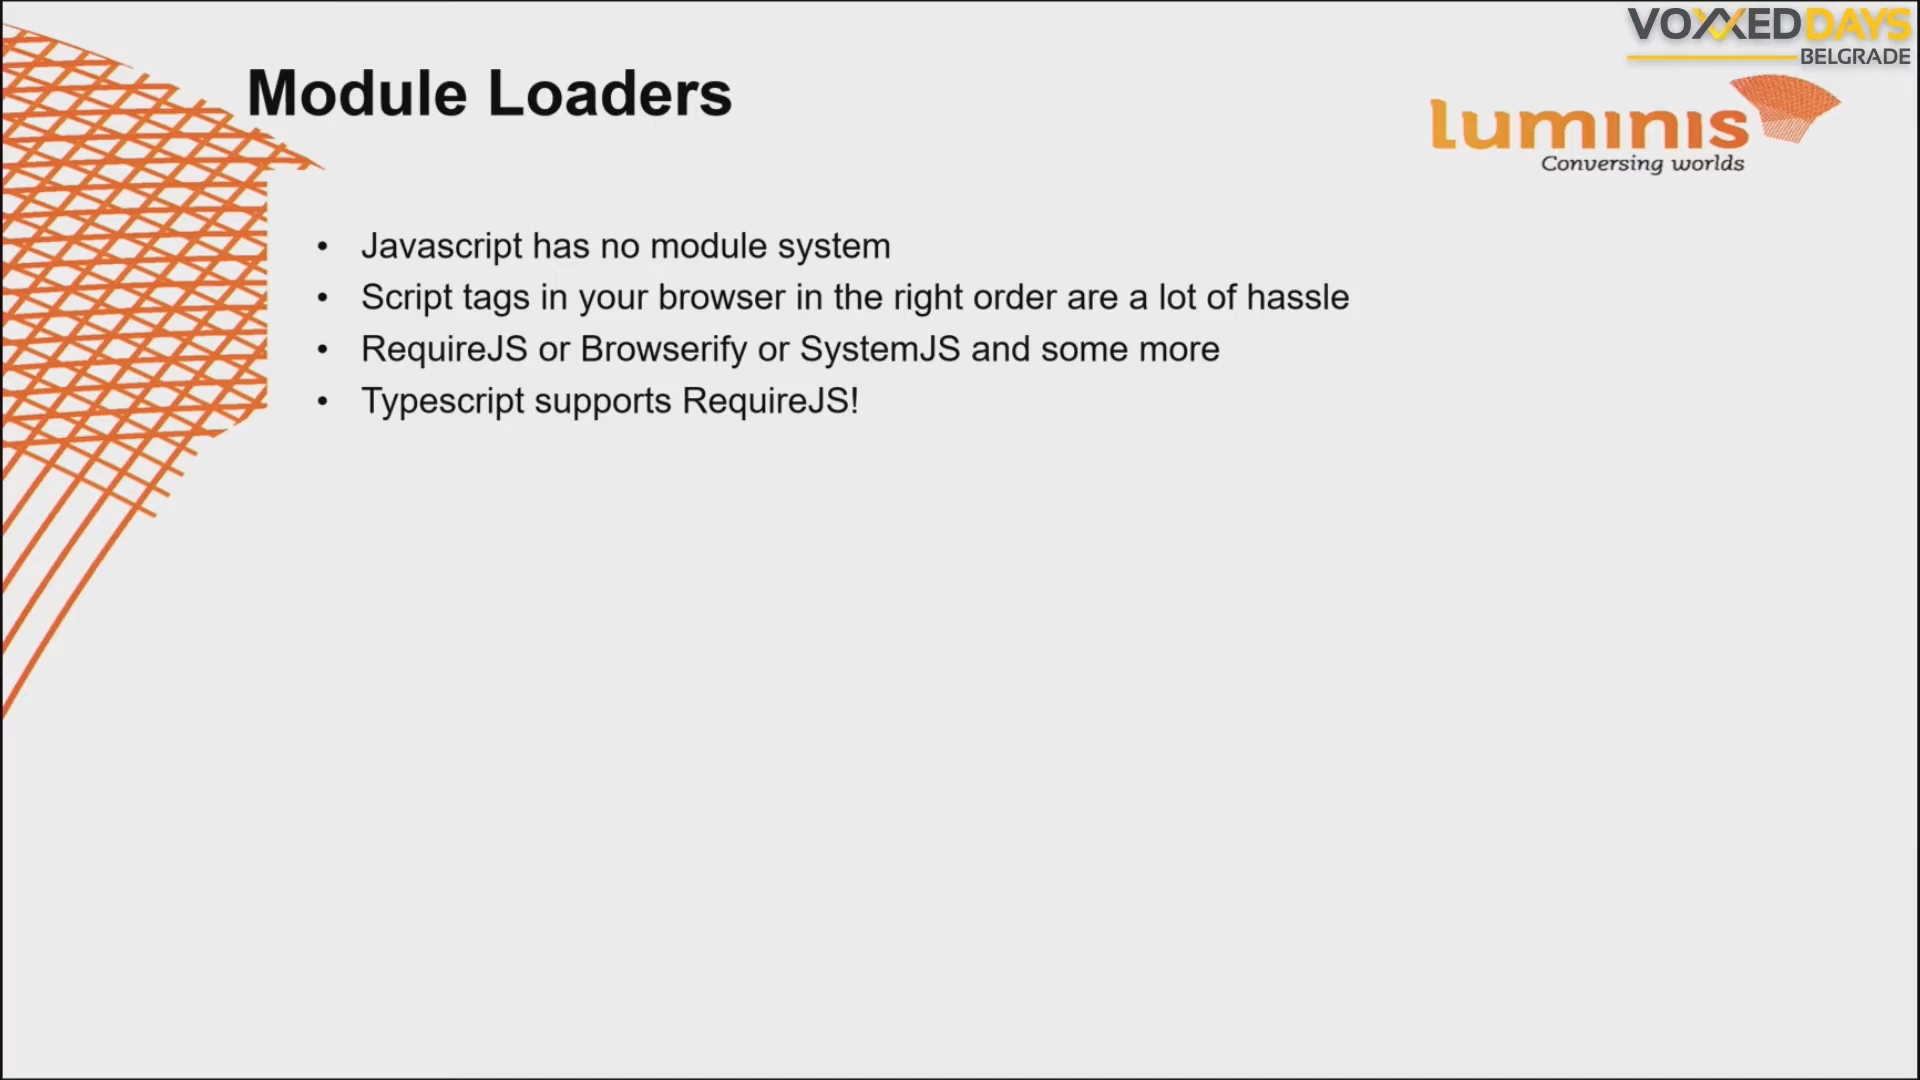 VOXXEDDAYS
BELGRADE
Module Loaders
luminis
Conversing worlds
• Javascript has no module system
• Script tags in your browser in the right order are a lot of hassle
• RequireJS or Browserify or SystemJS and some more
• Typescript supports RequireJS!